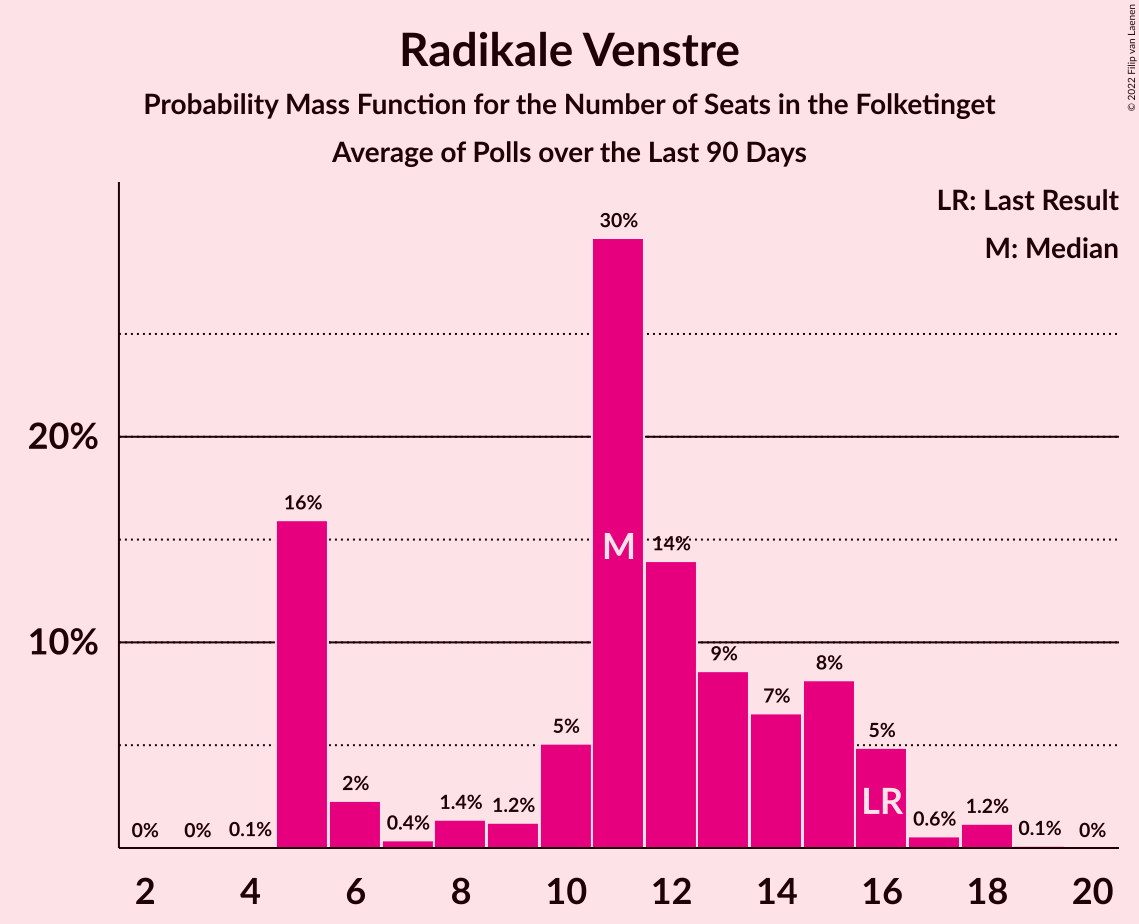 Radikale Venstre
Probability Mass Function for the Number of Seats in the Folketinget
Average of Polls over the Last 90 Days
© 2022 Filip van Laenen
LR: Last Result
M: Median
30%
20%
16%
M
14%
10%
9%
8%
7%
5%
5%
2%
LR
1.4%
1.2%
1.2%
0.6%
0.4%
0% 0% 0.1%
0.1% 0%
2 4 6 8 10 12 14 16 18 20